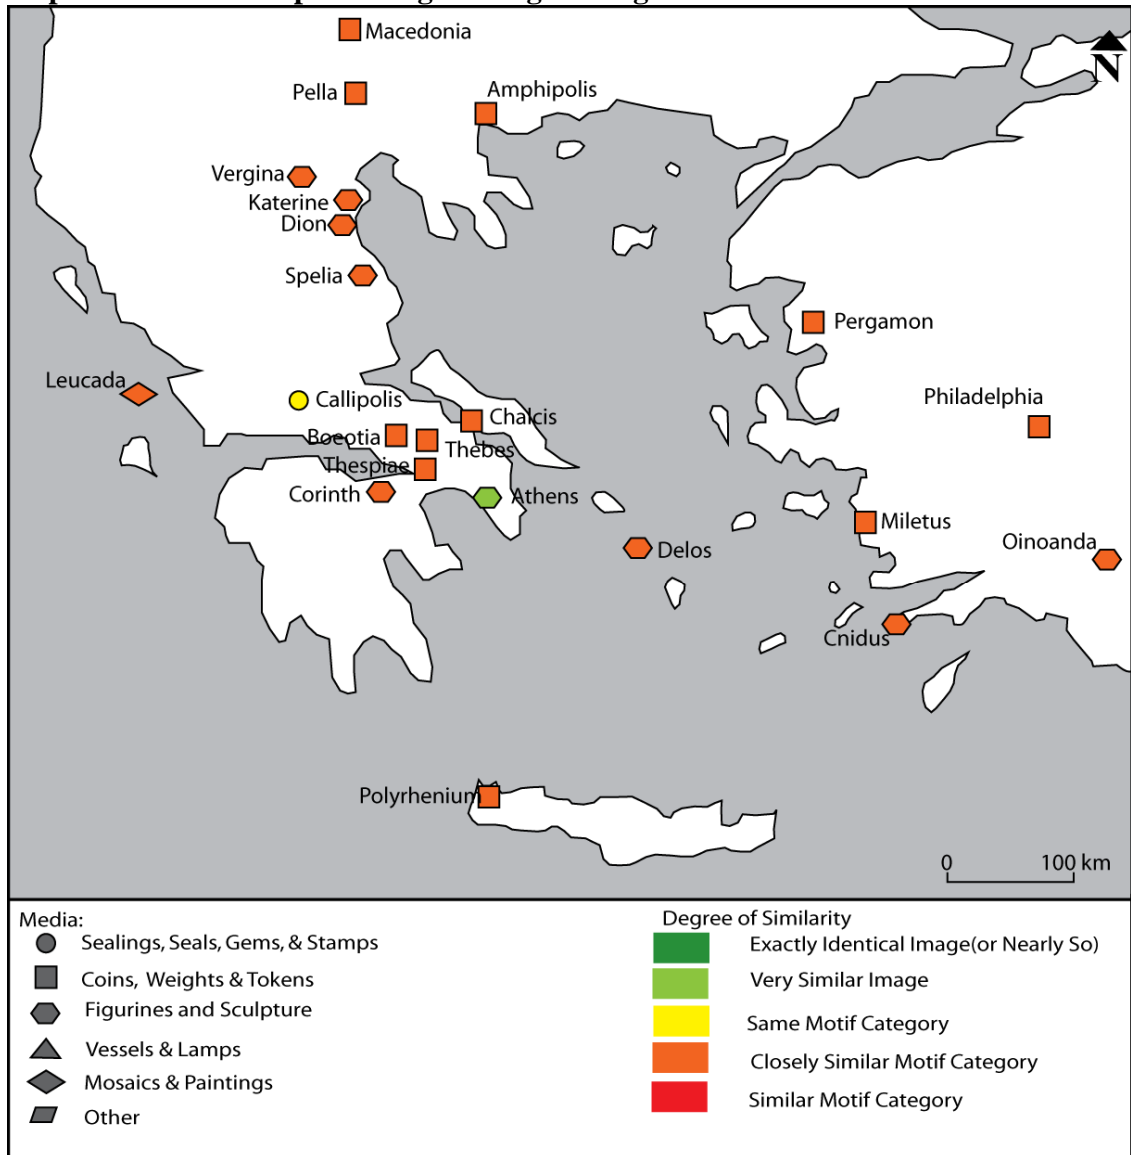 Macedonia
N
Pella
Amphipolis
Vergina
Katerine
Dion
Spelia
Pergamon
Leucada
Callipolis
Philadelphia
Chalcis
Boeotia
Thebes
Thespiae
Corinth
Athens
Miletus
Delos
Oinoanda
Cnidus
Polyrhenium
0 100 km
Media:
Sealings, Seals, Gems, & Stamps
Coins, Weights & Tokens
Figurines and Sculpture
Vessels & Lamps
Mosaics & Paintings
Other
Degree of Similarity
Exactly Identical Image(or Nearly So)
Very Similar Image
Same Motif Category
Closely Similar Motif Category
Similar Motif Category